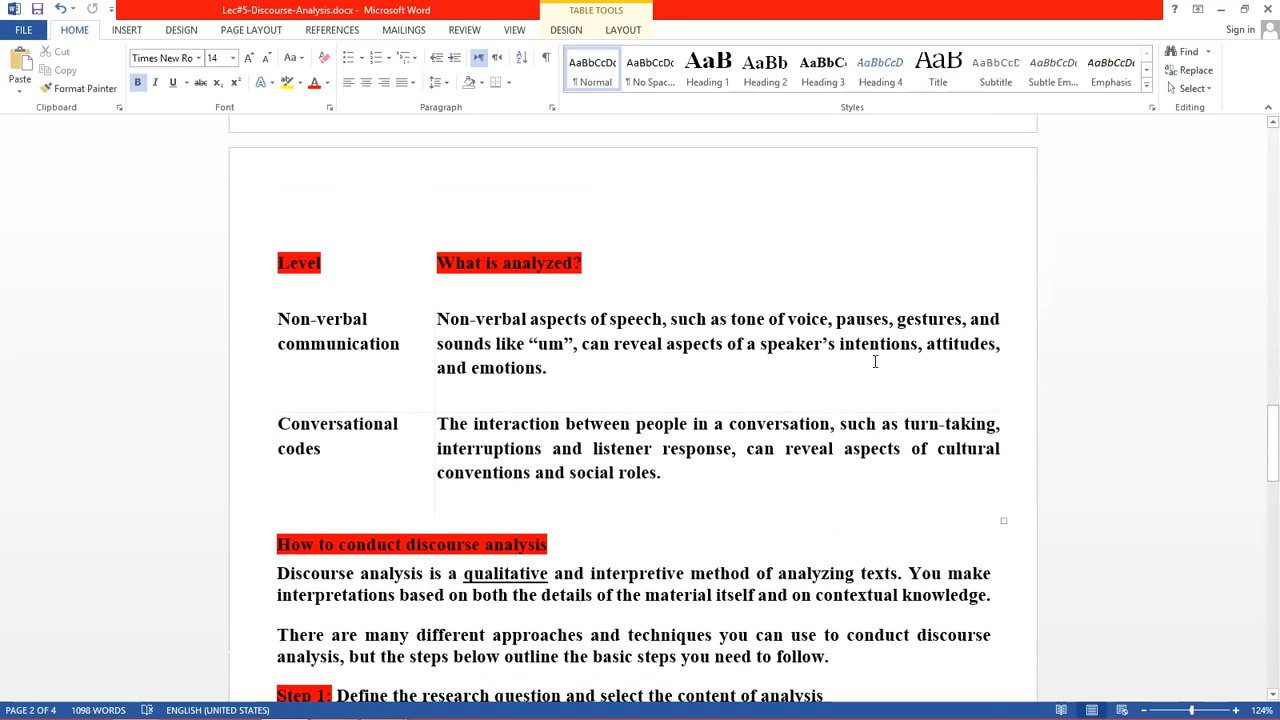 Lec#5-Discourse-Analysis.docx - Microsoft Word
TABLE TOOLS
FILE HOME INSERT DESIGN PAGE LAYOUT REFERENCES MAILINGS REVIEW VIEW DESIGN LAYOUT Sign in
Paste
Cut
Copy
Format Painter
Times New Ro 14
Find
Replace
Select
AaBbCcDc AaBbCcDc AaB AaBb AaBbC AaBbCcD AaB AaBbCcD AaBbCcDc AaBbCcDc
¶ Normal ¶ No Spac... Heading 1 Heading 2 Heading 3 Heading 4 Title Subtitle Subtle Em... Emphasis
Clipboard Font Paragraph Styles Editing
Level What is analyzed?
Non-verbal communication
Non-verbal aspects of speech, such as tone of voice, pauses, gestures, and
sounds like “um”, can reveal aspects of a speaker’s intentions, attitudes,
and emotions.
Conversational codes
The interaction between people in a conversation, such as turn-taking,
interruptions and listener response, can reveal aspects of cultural
conventions and social roles.
How to conduct discourse analysis
Discourse analysis is a qualitative and interpretive method of analyzing texts. You make
interpretations based on both the details of the material itself and on contextual knowledge.
There are many different approaches and techniques you can use to conduct discourse
analysis, but the steps below outline the basic steps you need to follow.
Step 1: Define the research question and select the content of analysis
PAGE 2 OF 4 1098 WORDS ENGLISH (UNITED STATES) 124%